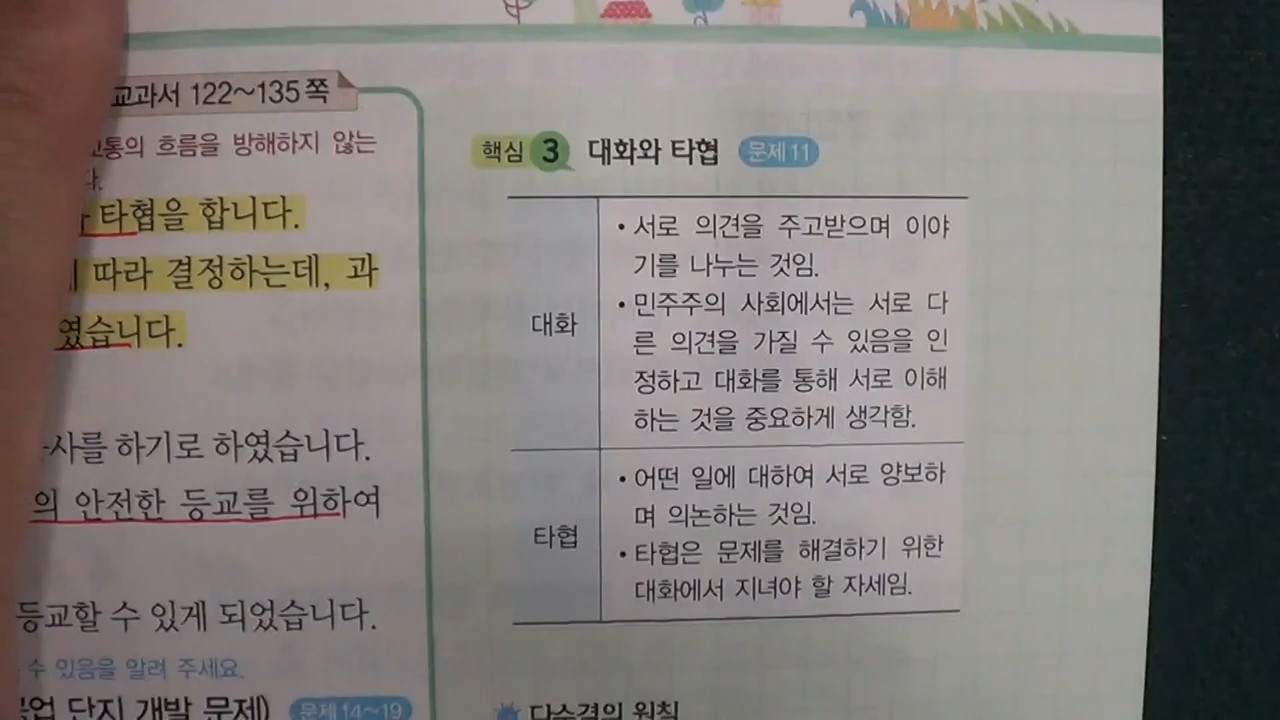 교과서 122~135쪽
교통의 흐름을 방해하지 않는
타협을 합니다.
따라 결정하는데, 과
였습니다.
사를 하기로 하였습니다.
의 안전한 등교를 위하여
등교할 수 있게 되었습니다.
수 있음을 알려 주세요.
단지 개발 문제) 문제 14~19
핵심 3 대화와 타협 문제 11
대화
• 서로 의견을 주고받으며 이야
기를 나누는 것임.
• 민주주의 사회에서는 서로 다
른 의견을 가질 수 있음을 인
정하고 대화를 통해 서로 이해
하는 것을 중요하게 생각함.
타협
• 어떤 일에 대하여 서로 양보하
며 의논하는 것임.
• 타협은 문제를 해결하기 위한
대화에서 지녀야 할 자세임.
다수결의 원칙